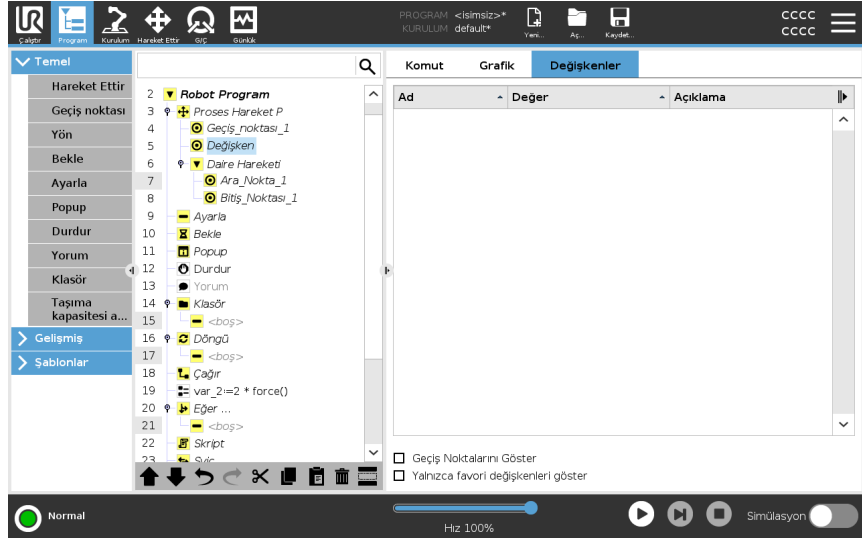 UR
PROGRAM <isimsiz>*
KURULUM default*
Çalıştır Program Kurulum Hareket Ettir G/Ç Günlük
Yeni... Aç... Kaydet...
CCCC
CCCC
Temel
Hareket Ettir
Geçiş noktası
Yön
Bekle
Ayarla
Popup
Durdur
Yorum
Klasör
Taşıma
kapasitesi a...
Gelişmiş
Şablonlar
2 Robot Program
3 Proses Hareket P
4 Geçiş_noktası_1
5 Değişken
6 Daire Hareketi
7 Ara_Nokta_1
8 Bitiş_Noktası_1
9 Ayarla
10 Bekle
11 Popup
12 Durdur
13 Yorum
14 Klasör
15 <boş>
16 Döngü
17 <boş>
18 Çağır
19 var_2:=2 * force()
20 Eğer ...
21 <boş>
22 Skript
23 Sviç
Komut Grafik Değişkenler
Ad Değer Açıklama
Geçiş Noktalarını Göster
Yalnızca favori değişkenleri göster
Normal
Hız 100%
Simülasyon